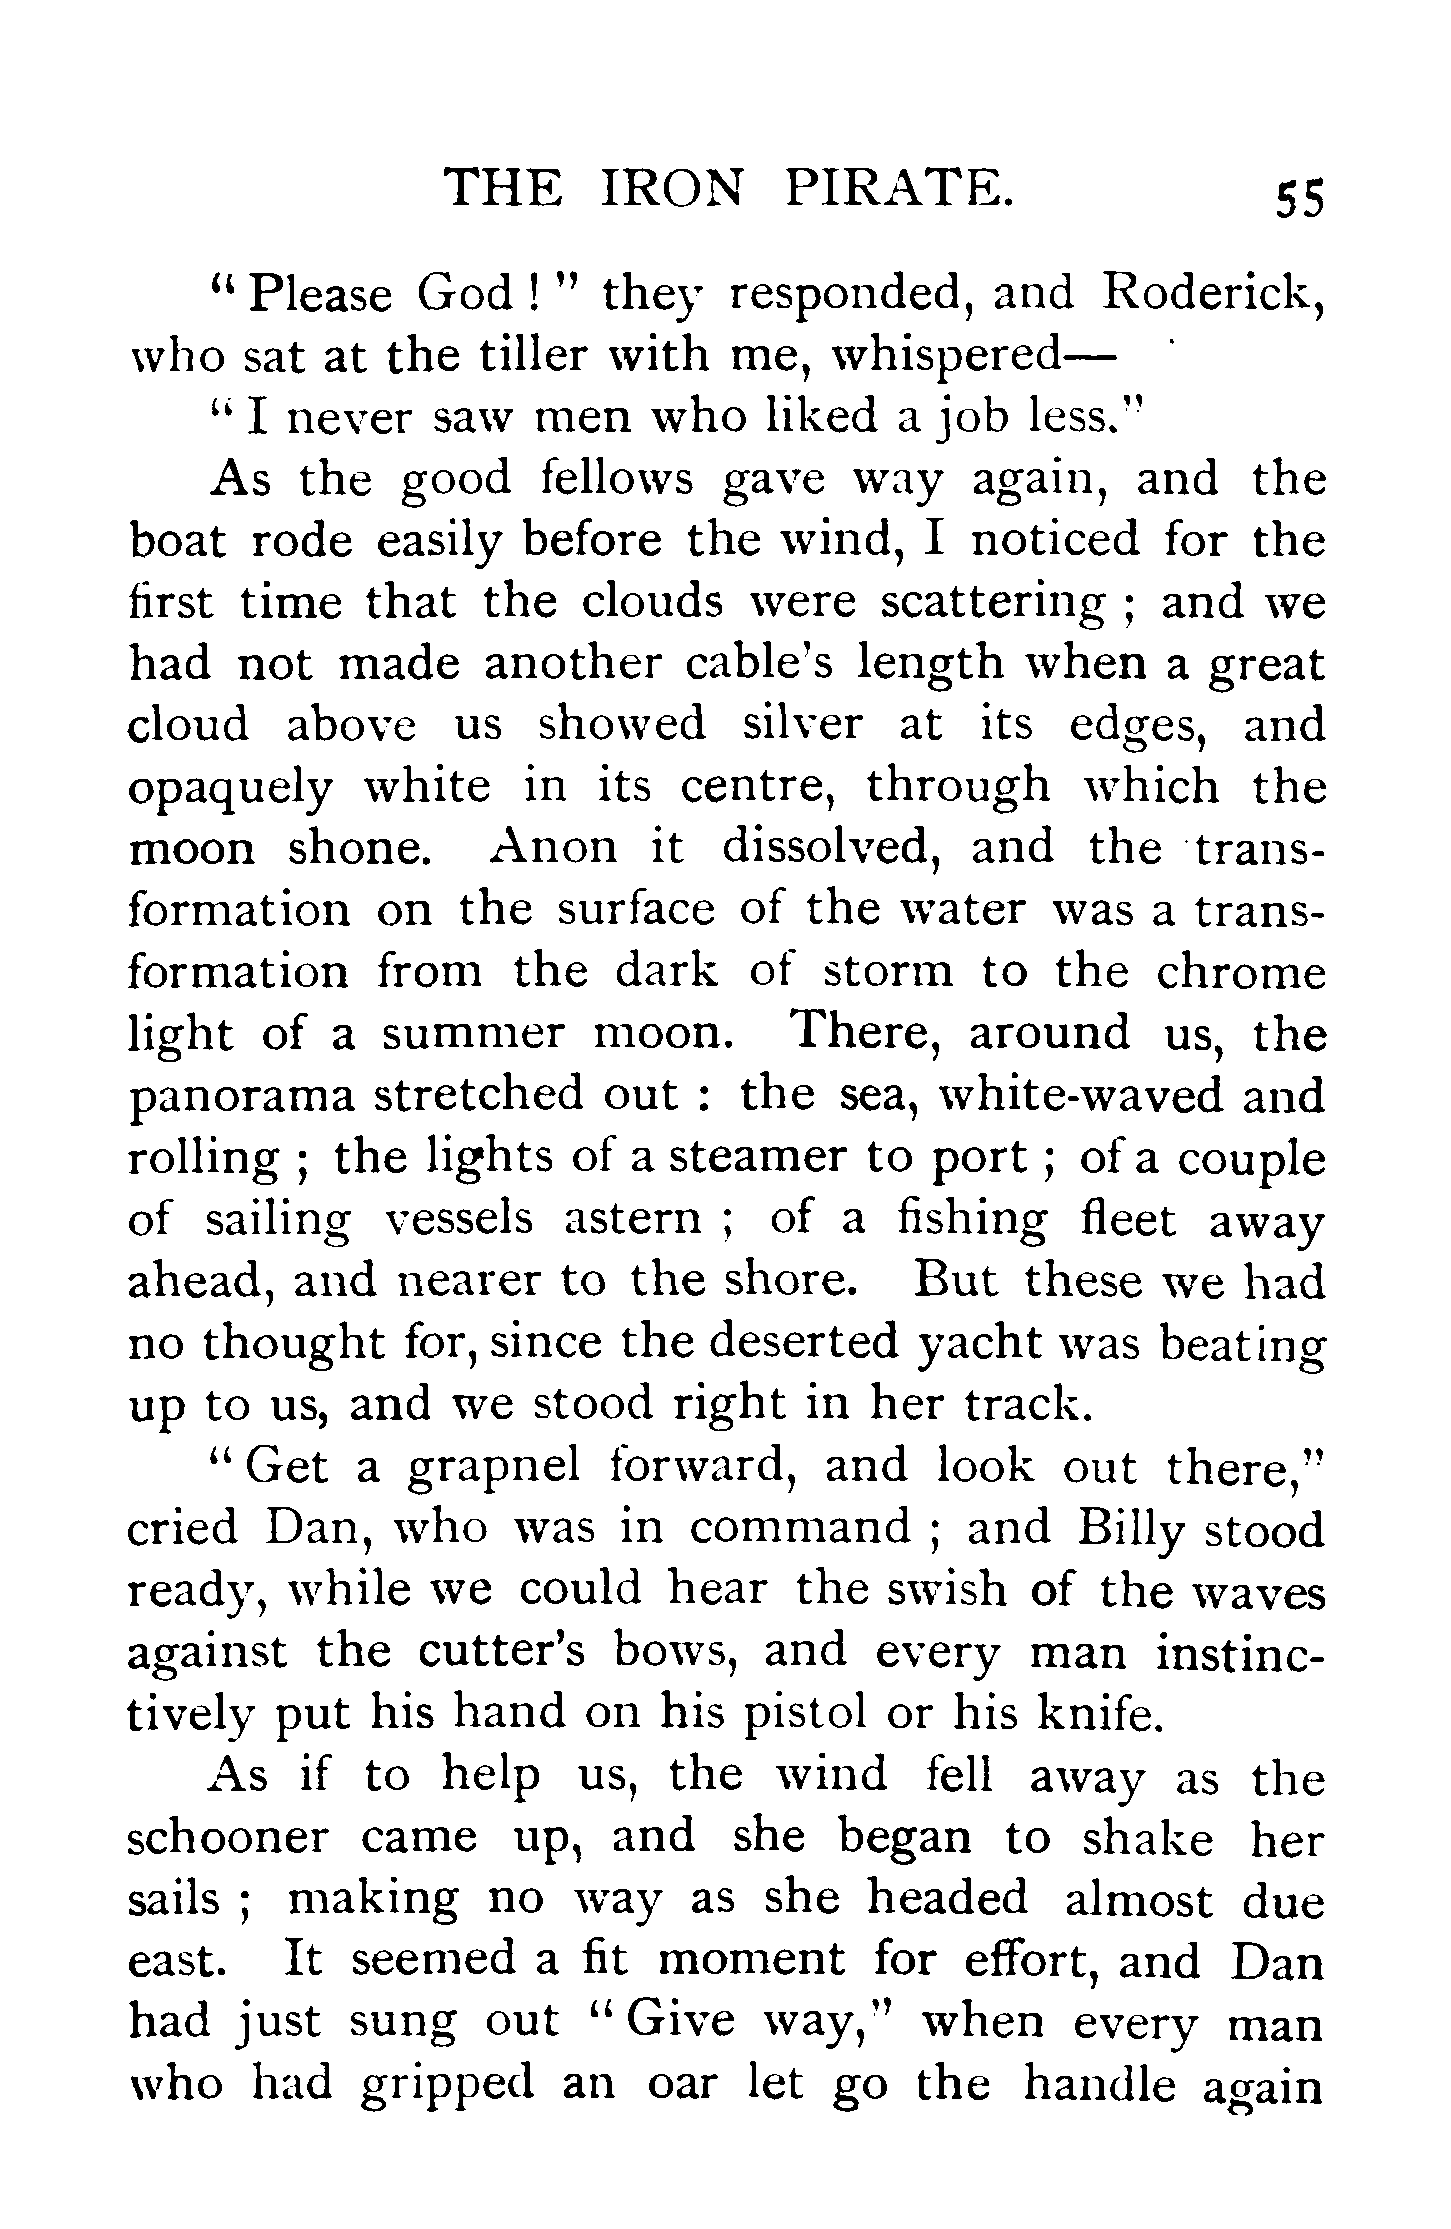 THE IRON PIRATE. 55
" Please God ! " they responded, and Roderick,
who sat at the tiller with me, whispered—
" I never saw men who liked a job less."
As the good fellows gave way again, and the
boat rode easily before the wind, I noticed for the
first time that the clouds were scattering ; and we
had not made another cable's length when a great
cloud above us showed silver at its edges, and
opaquely white in its centre, through which the
moon shone. Anon it dissolved, and the trans-
formation on the surface of the water was a trans-
formation from the dark of storm to the chrome
light of a summer moon. There, around us, the
panorama stretched out : the sea, white-waved and
rolling ; the lights of a steamer to port ; of a couple
of sailing vessels astern ; of a fishing fleet away
ahead, and nearer to the shore. But these we had
no thought for, since the deserted yacht was beating
up to us, and we stood right in her track.
" Get a grapnel forward, and look out there,"
cried Dan, who was in command ; and Billy stood
ready, while we could hear the swish of the waves
against the cutter's bows, and every man instinc-
tively put his hand on his pistol or his knife.
As if to help us, the wind fell away as the
schooner came up, and she began to shake her
sails ; making no way as she headed almost due
east. It seemed a fit moment for effort, and Dan
had just sung out " Give way," when every man
who had gripped an oar let go the handle again